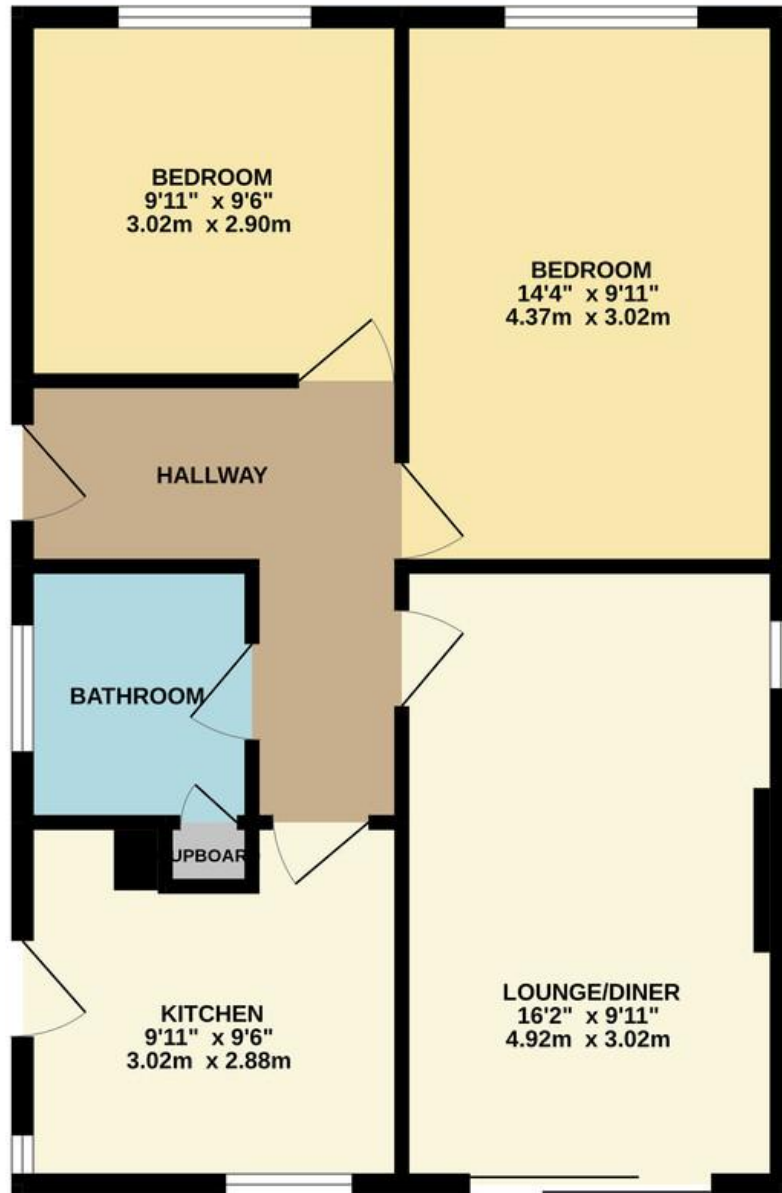 BEDROOM
9'11" x 9'6"
3.02m x 2.90m
BEDROOM
14'4" x 9'11"
4.37m x 3.02m
HALLWAY
BATHROOM
UPBOAR
KITCHEN
9'11" x 9'6"
3.02m x 2.88m
LOUNGE/DINER
16'2" x 9'11"
4.92m x 3.02m